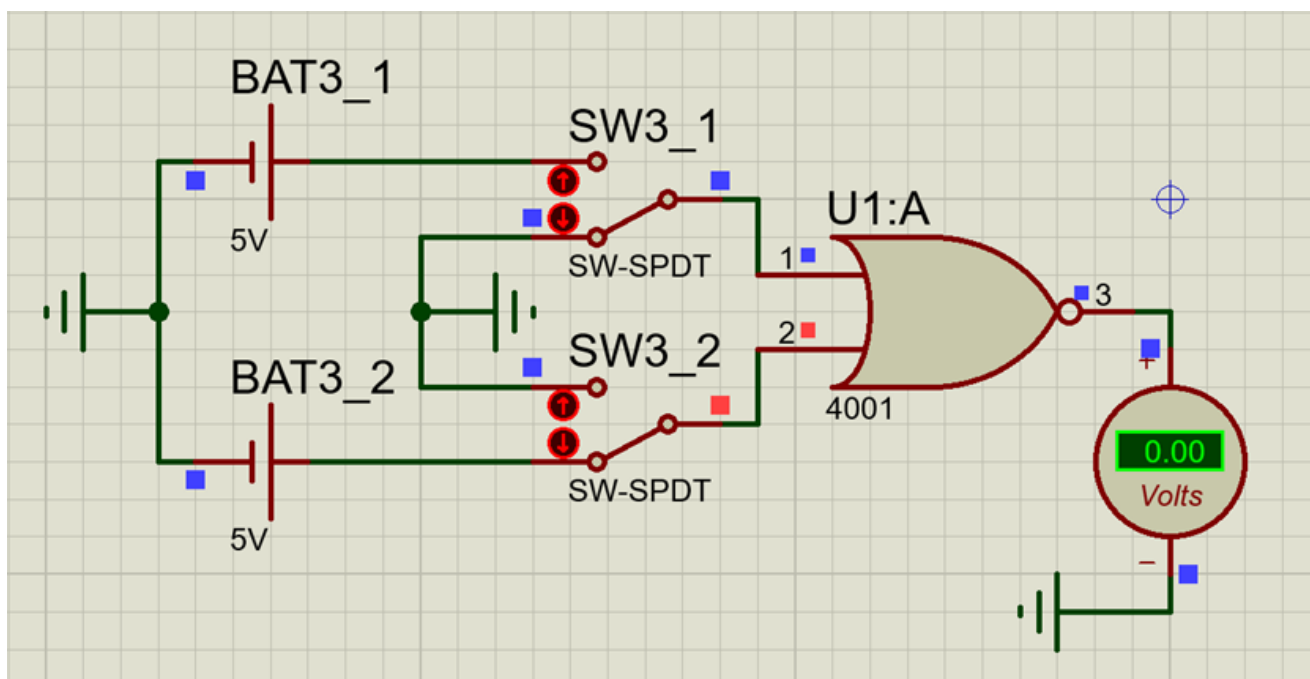 BAT3_1
5V
SW3_1
SW-SPDT
U1:A
1
2
3
4001
BAT3_2
5V
SW3_2
SW-SPDT
+
0.00
Volts
−